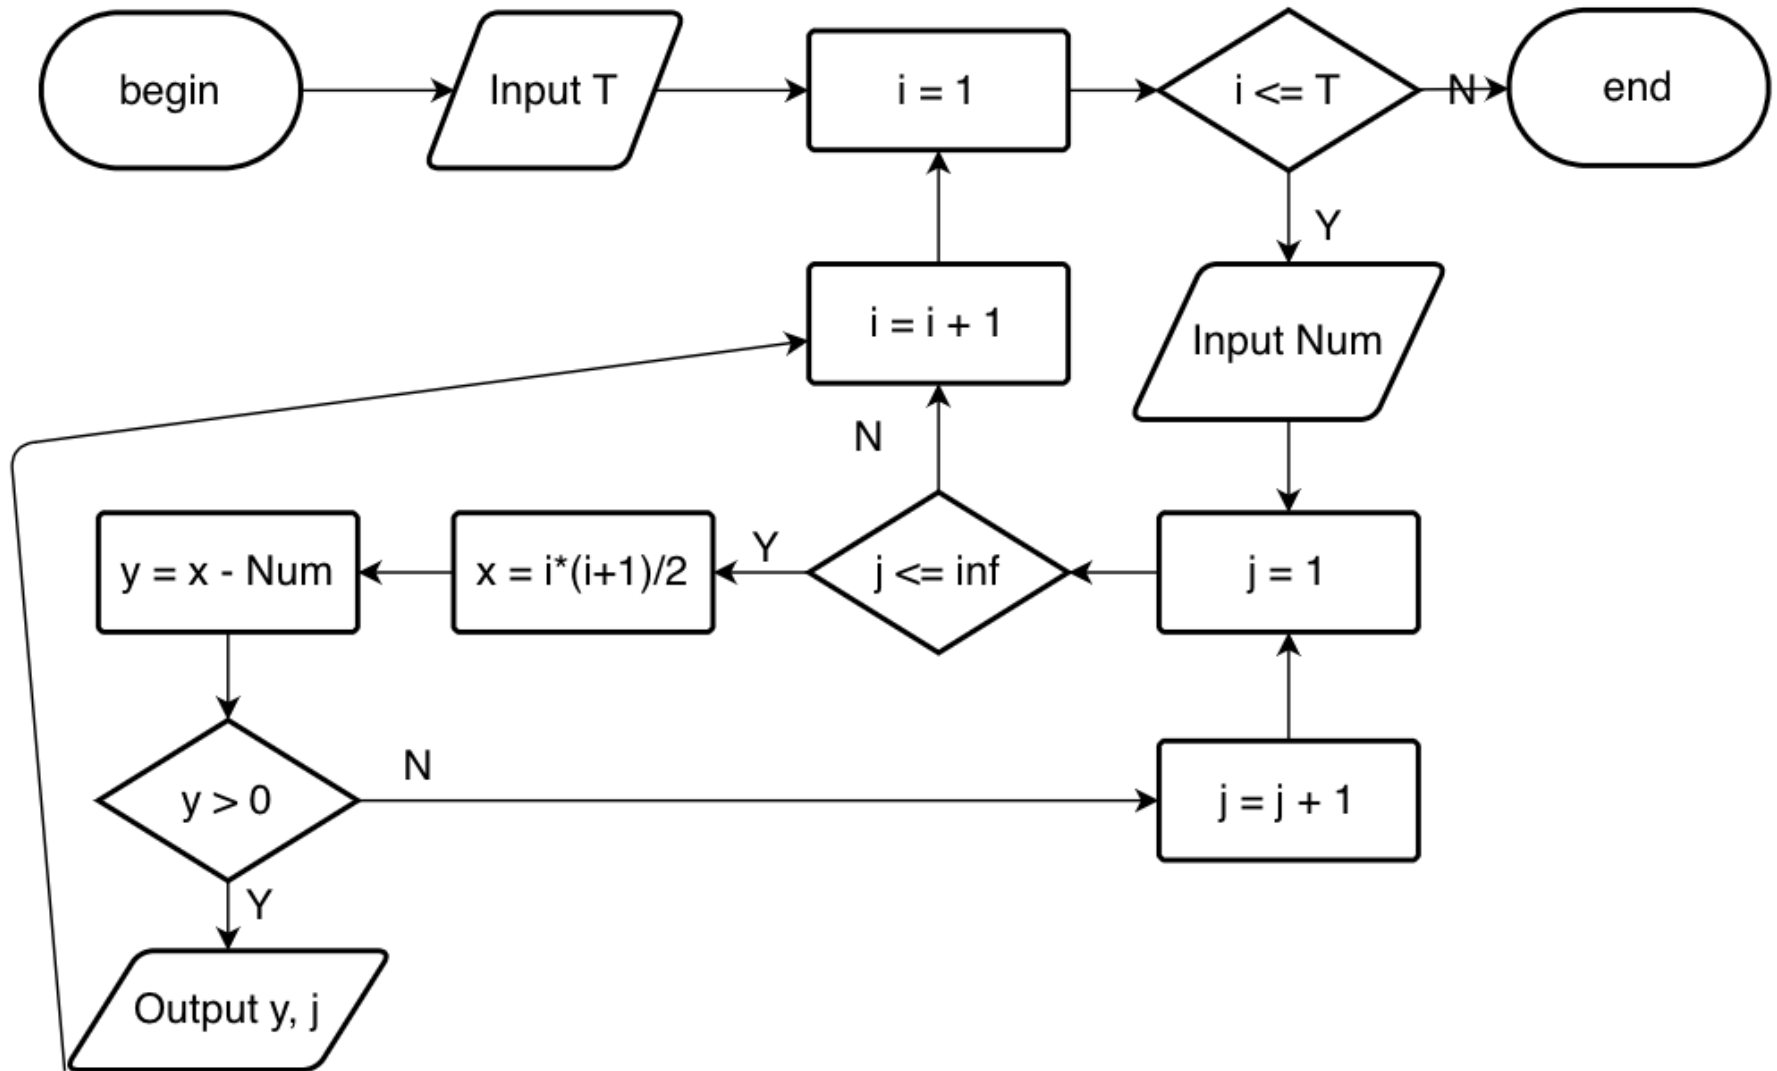 begin
Input T
i = 1
i <= T
N
end
Y
i = i + 1
Input Num
N
y = x - Num
x = i*(i+1)/2
Y
j <= inf
j = 1
y > 0
N
j = j + 1
Y
Output y, j